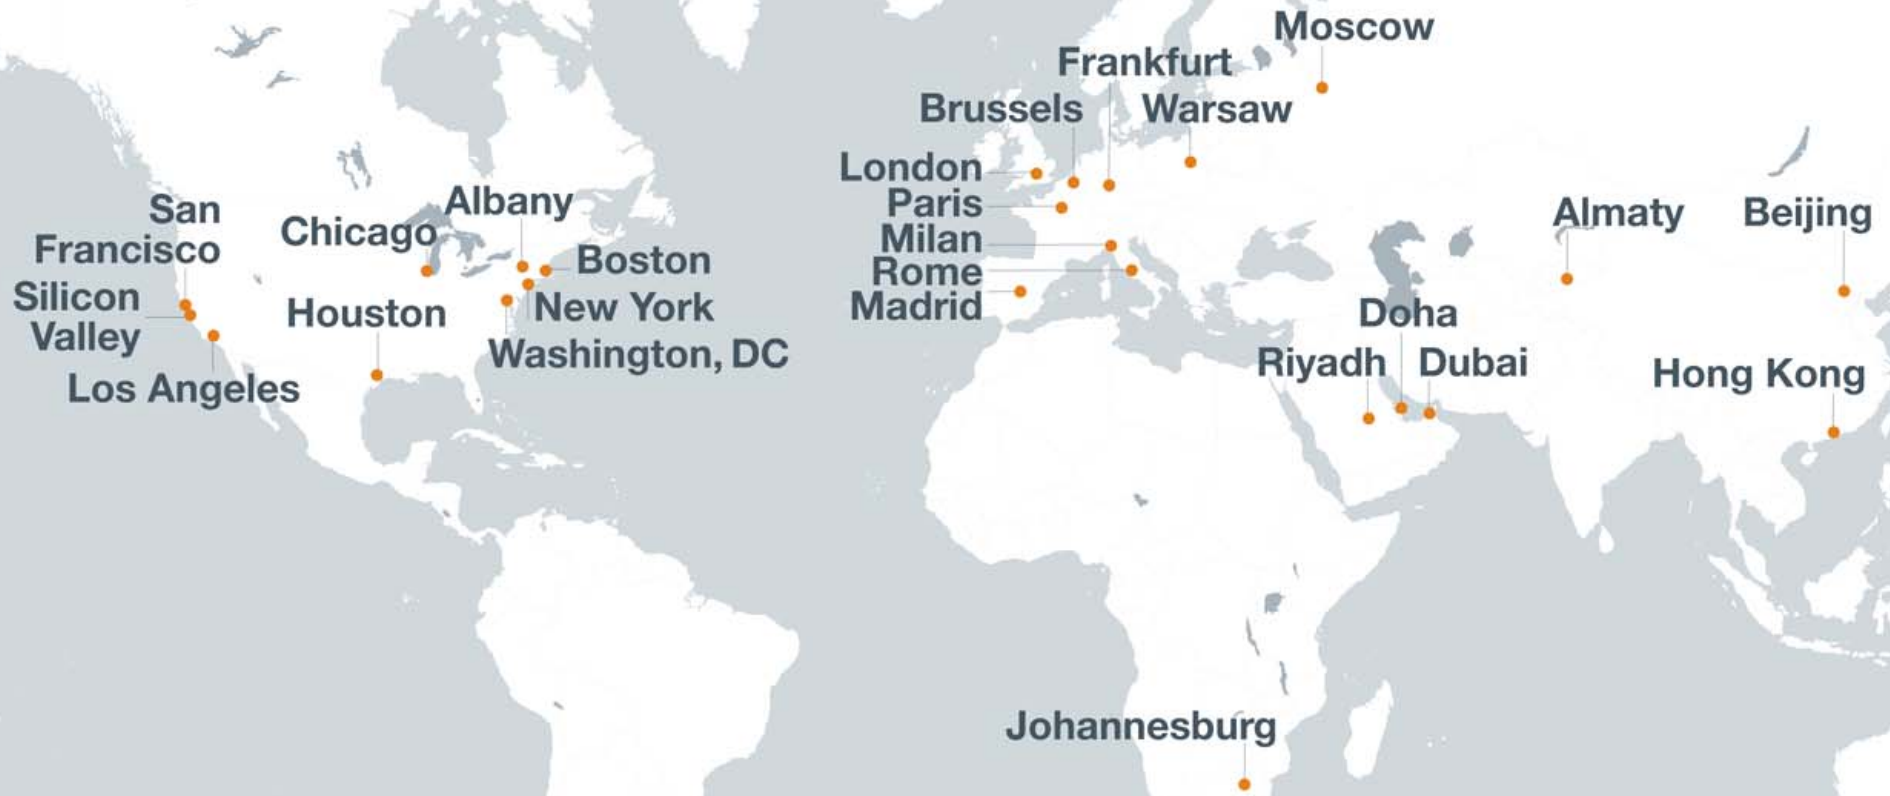 Moscow
Frankfurt
Brussels
Warsaw
London
Paris
Milan
Rome
Madrid
San
Francisco
Silicon
Valley
Los Angeles
Chicago
Houston
Albany
Boston
New York
Washington, DC
Almaty
Beijing
Doha
Riyadh
Dubai
Hong Kong
Johannesburg